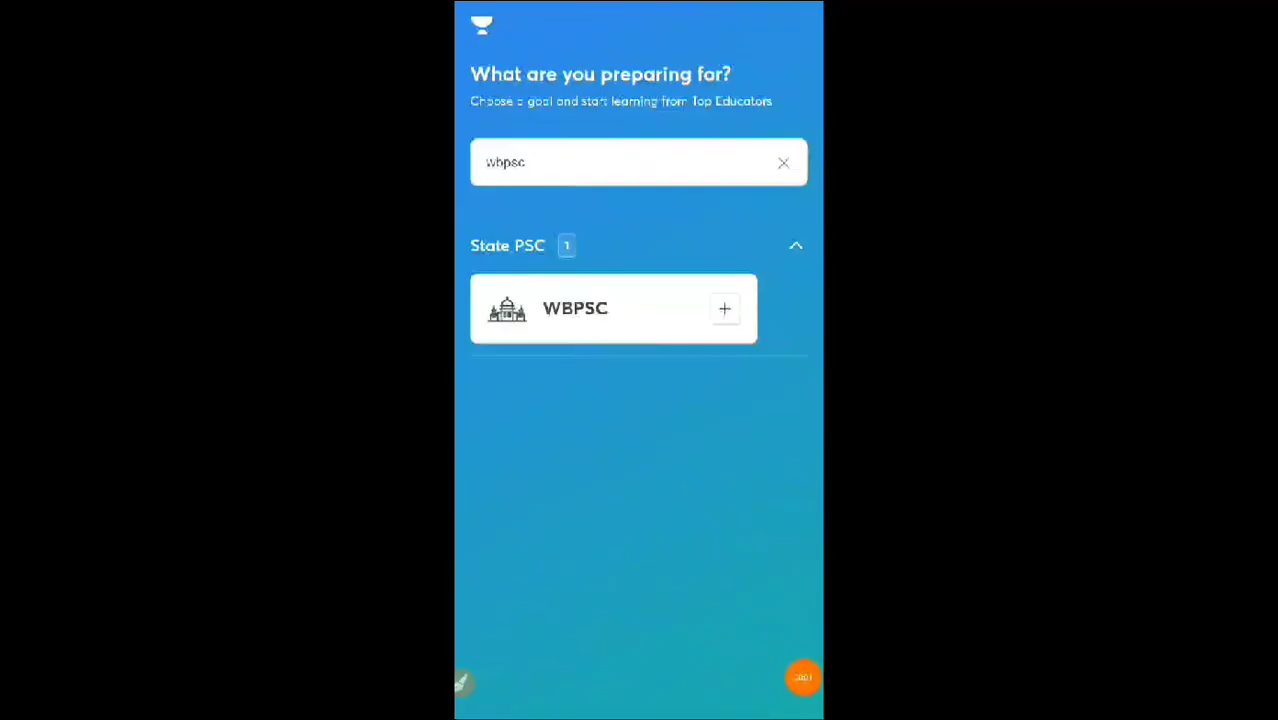 What are you preparing for?
Choose a goal and start learning from Top Educators
wbpsc
State PSC 1
WBPSC